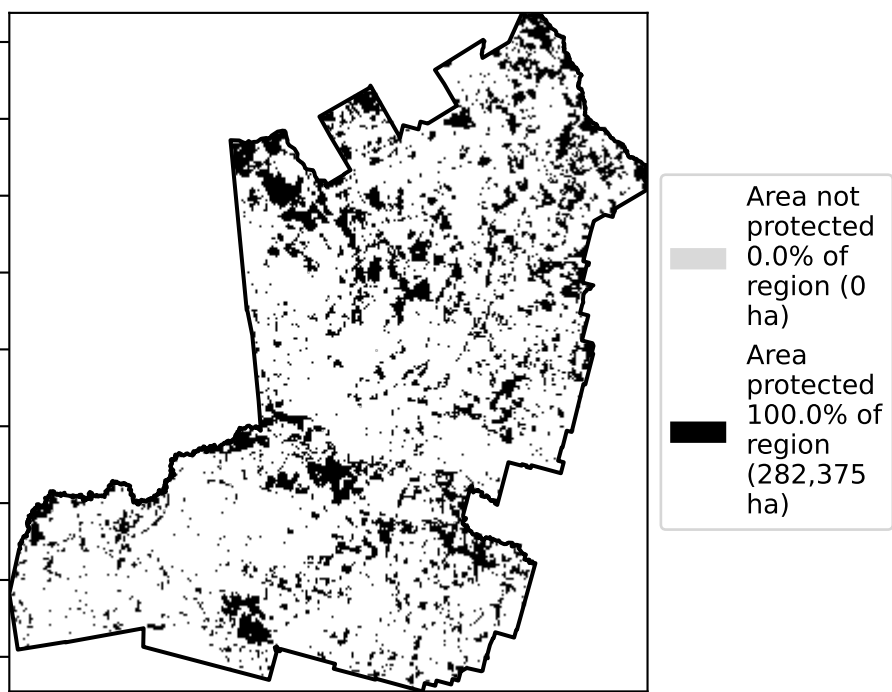 Area not
protected
0.0% of
region (0
ha)
Area
protected
100.0% of
region
(282,375
ha)